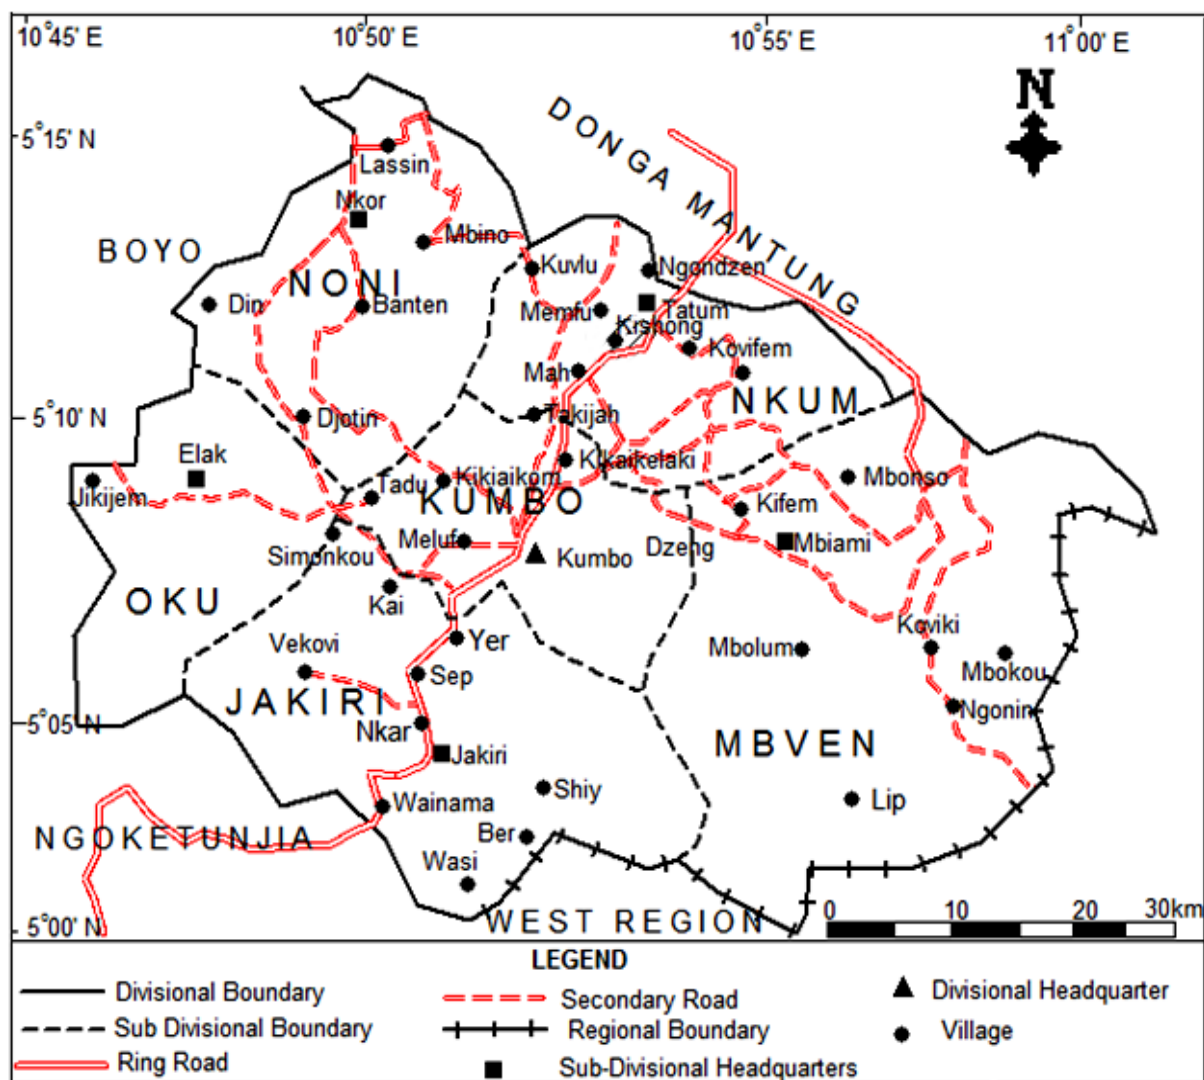 10°45' E
10°50' E
10°55' E
11°00' E
N
DONGA MANTUNG
5°15' N
Lassin
Nkor
BOYO
Mbino
NONI
Kuvlu
Ngondzen
Din
Banten
Memfu
Tatum
Kishong
Kovifem
Mah
NKUM
5°10' N
Djotin
Takijah
Elak
Kikaikelaki
Jikijem
Tadu
Kikiaikom
Mbonso
KUMBO
Kifem
Simonkou
Meluf
Kumbo
Dzeng
Mbiami
OKU
Kai
Vekovi
Yer
Mbolum
Koviki
Mbokou
Sep
JAKIRI
Ngonin
5°05' N
Nkar
MBVEN
Jakiri
Shiy
Wainama
Lip
NGOKETUNJIA
Ber
Wasi
5°00' N
WEST REGION
0 10 20 30km
LEGEND
Divisional Boundary
Secondary Road
Divisional Headquarter
Sub Divisional Boundary
Regional Boundary
Village
Ring Road
Sub-Divisional Headquarters